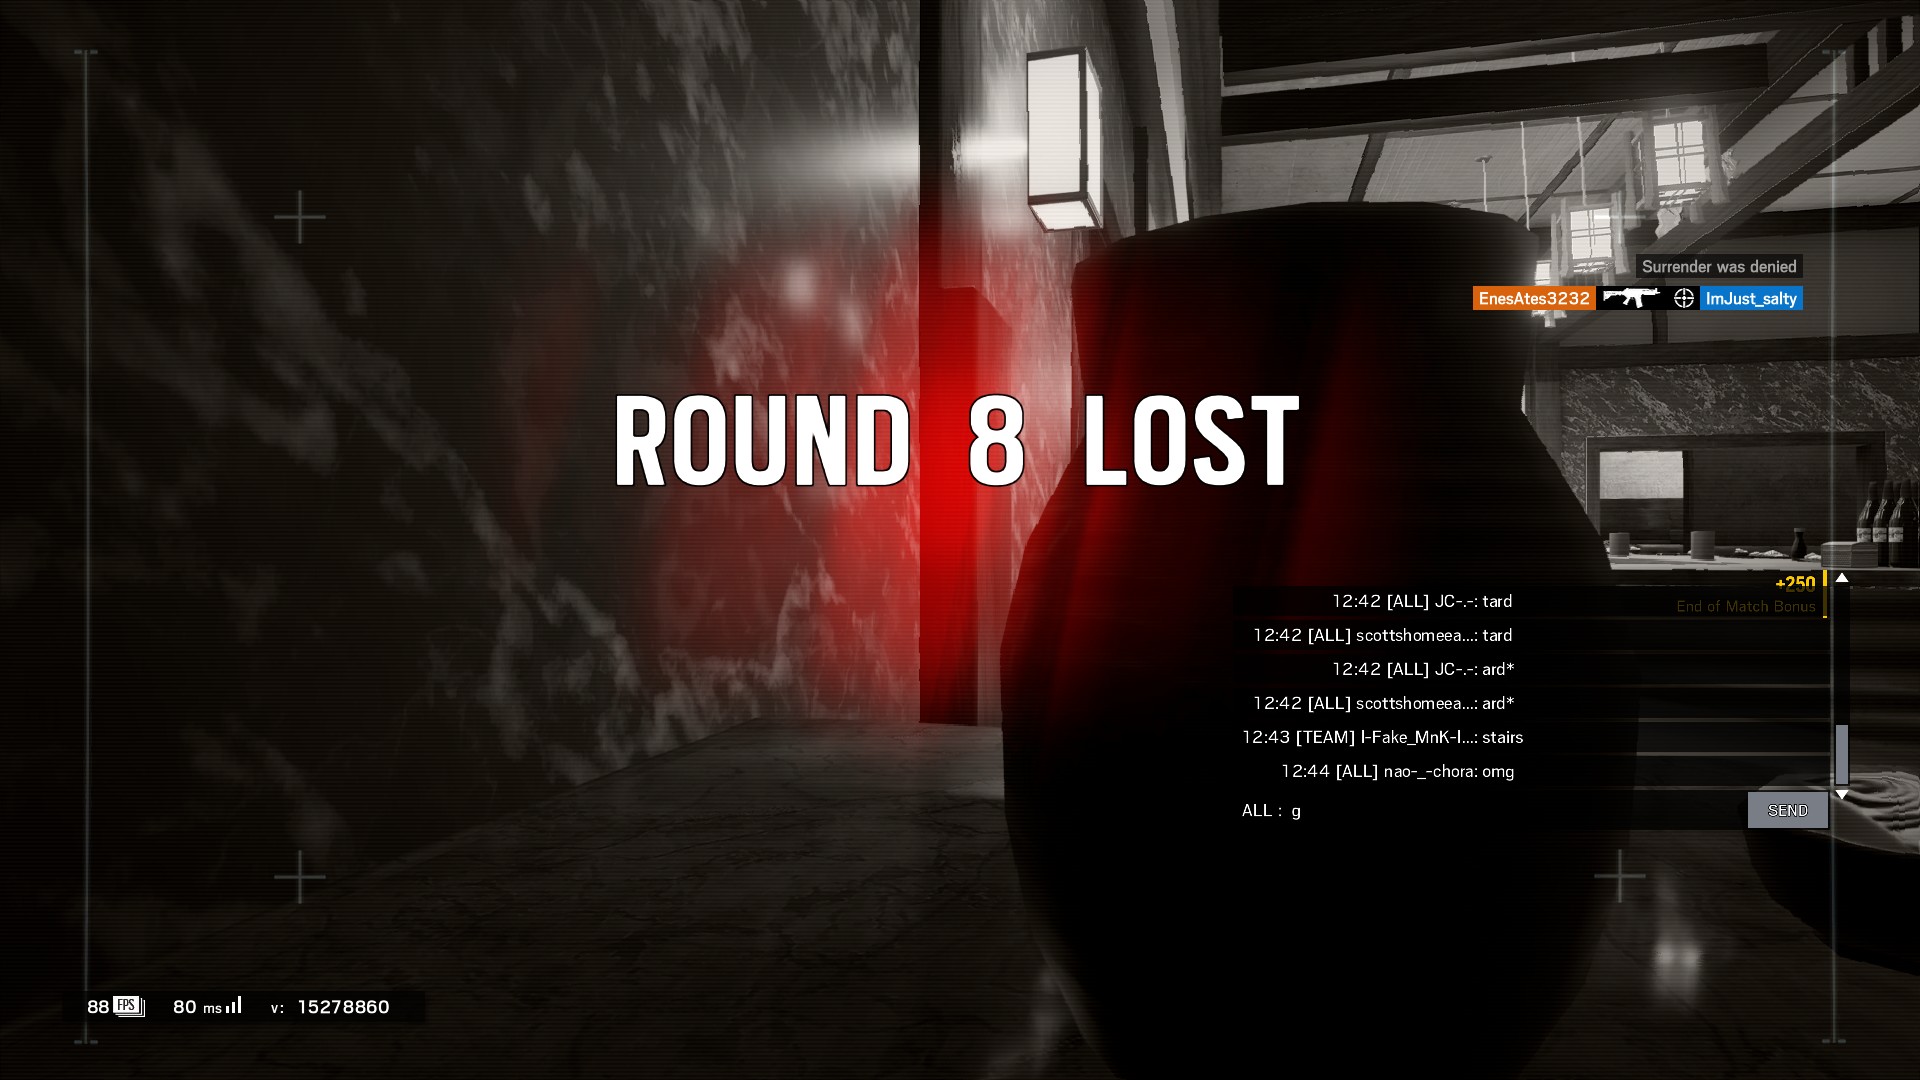 Surrender was denied
EnesAtes3232 ImJust_salty
ROUND 8 LOST
+250
End of Match Bonus
12:42 [ALL] JC-.-: tard
12:42 [ALL] scottshomeea...: tard
12:42 [ALL] JC-.-: ard*
12:42 [ALL] scottshomeea...: ard*
12:43 [TEAM] I-Fake_MnK-I...: stairs
12:44 [ALL] nao-_-chora: omg
ALL : g
SEND
88 FPS 80 ms v: 15278860